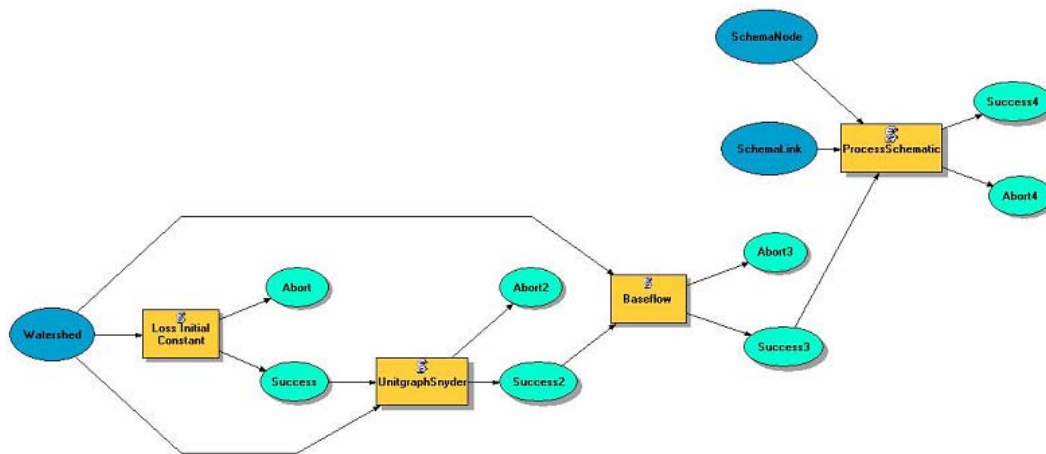 SchemaNode
Success4
SchemaLink
ProcessSchematic
Abort4
Abort3
Abort
Abort2
Baseflow
Watershed
Loss Initial
Constant
Success3
Success
UnitgraphSnyder
Success2